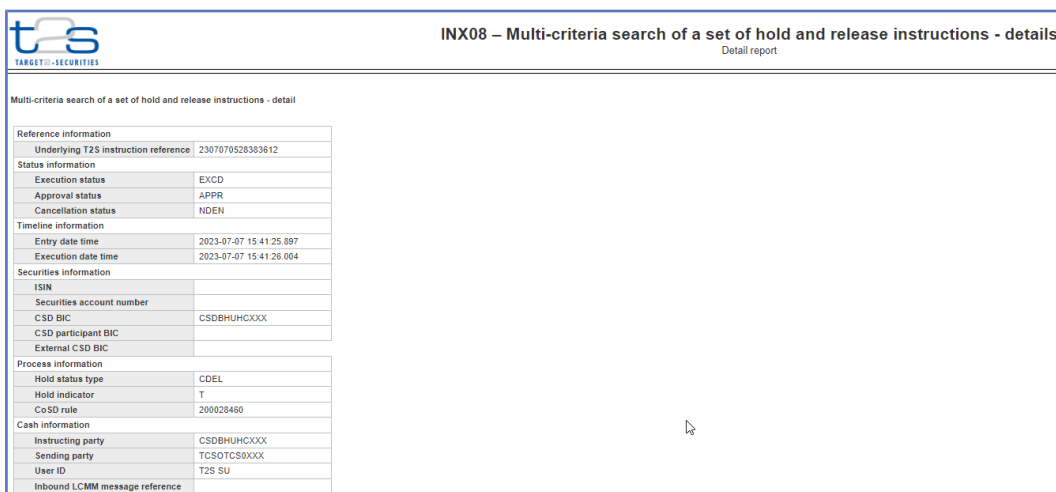 t2s
TARGET2-SECURITIES
INX08 – Multi-criteria search of a set of hold and release instructions - details
Detail report
Multi-criteria search of a set of hold and release instructions - detail
Reference information
Underlying T2S instruction reference 2307070528383612
Status information
Execution status EXCD
Approval status APPR
Cancellation status NDEN
Timeline information
Entry date time 2023-07-07 15:41:25.897
Execution date time 2023-07-07 15:41:26.004
Securities information
ISIN
Securities account number
CSD BIC CSDBHUHCXXX
CSD participant BIC
External CSD BIC
Process information
Hold status type CDEL
Hold indicator T
CoSD rule 200028460
Cash information
Instructing party CSDBHUHCXXX
Sending party TCSOTCS0XXX
User ID T2S SU
Inbound LCMM message reference